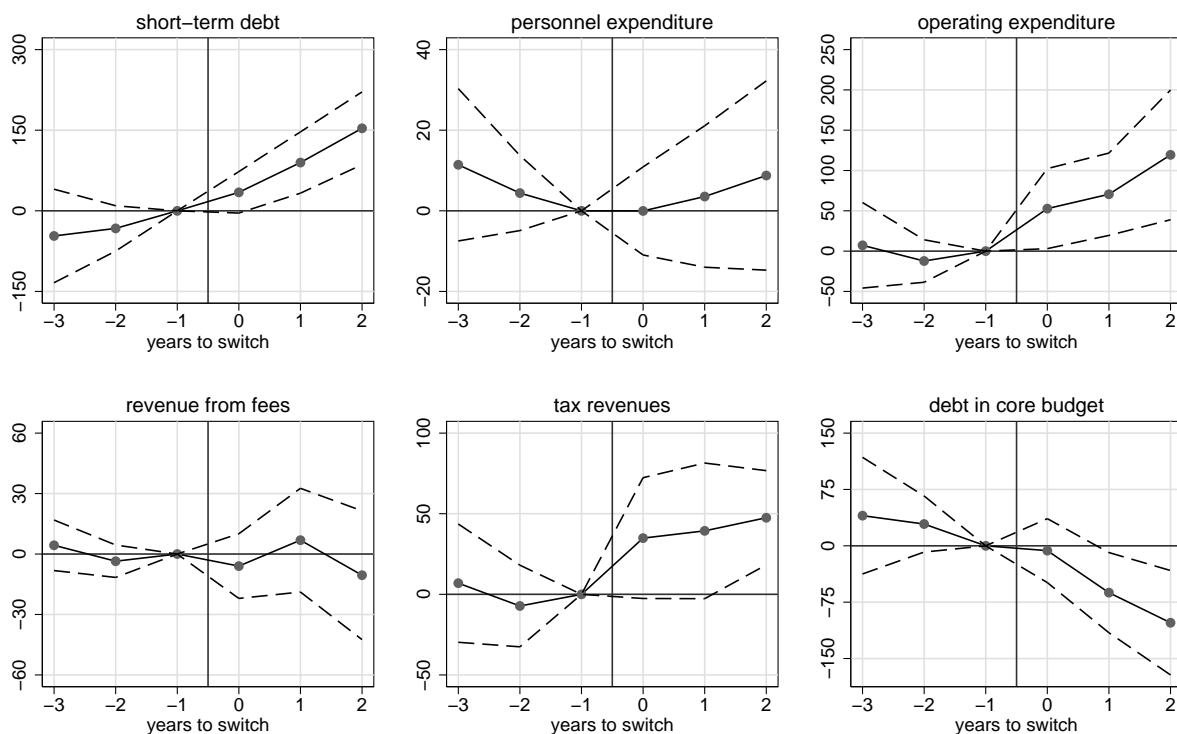 short−term debt
300
150
0
−150
−3 −2 −1 0 1 2
years to switch
personnel expenditure
40
20
0
−20
−3 −2 −1 0 1 2
years to switch
operating expenditure
250
200
150
100
50
0
−50
−3 −2 −1 0 1 2
years to switch
revenue from fees
60
30
0
−30
−60
−3 −2 −1 0 1 2
years to switch
tax revenues
100
50
0
−50
−3 −2 −1 0 1 2
years to switch
debt in core budget
150
75
0
−75
−150
−3 −2 −1 0 1 2
years to switch